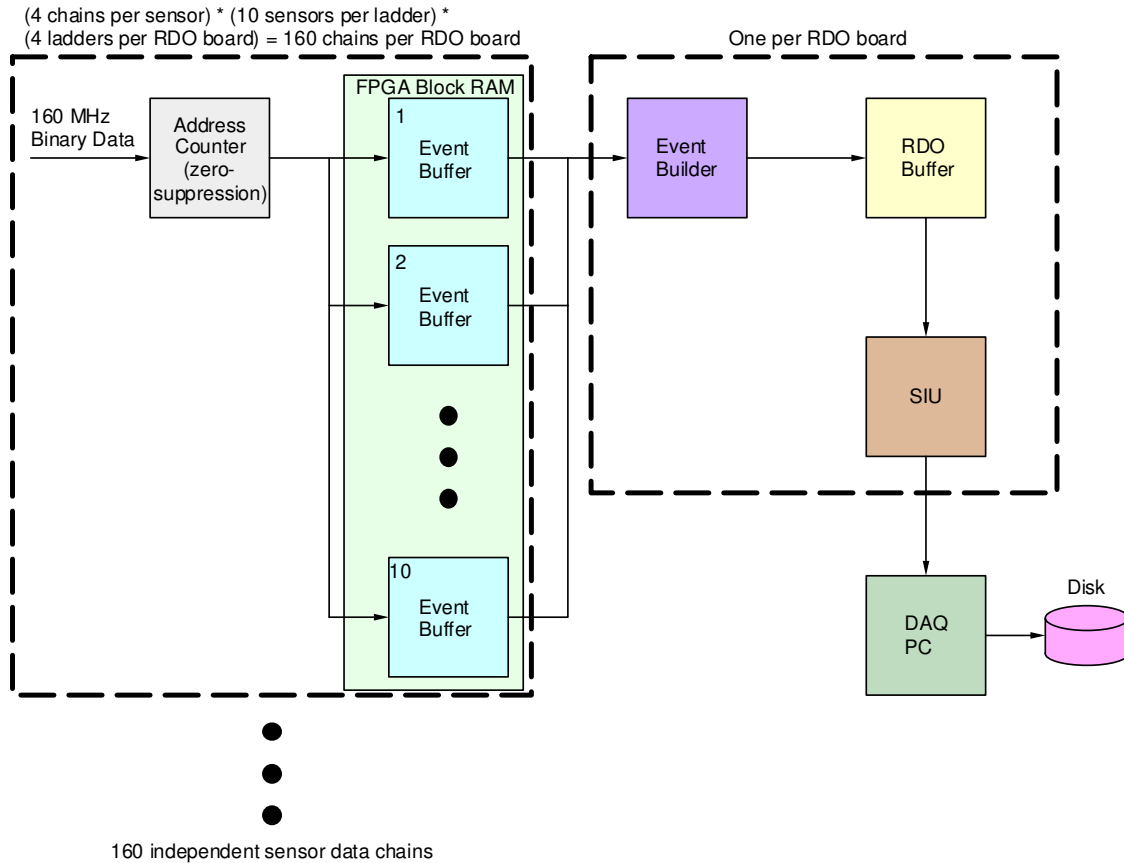 (4 chains per sensor) * (10 sensors per ladder) *
(4 ladders per RDO board) = 160 chains per RDO board
One per RDO board
FPGA Block RAM
160 MHz
Binary Data
Address
Counter
(zero-
suppression)
1
Event
Buffer
Event
Builder
RDO
Buffer
2
Event
Buffer
SIU
10
Event
Buffer
DAQ
PC
Disk
160 independent sensor data chains